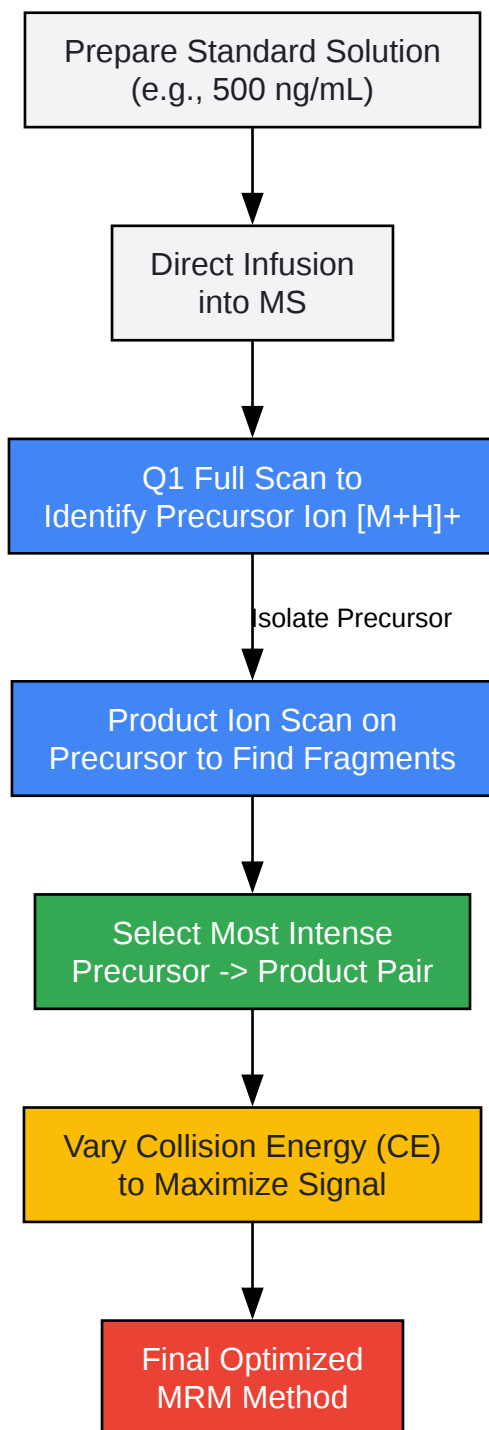 Prepare Standard Solution
(e.g., 500 ng/mL)
Direct Infusion
into MS
Q1 Full Scan to
Identify Precursor Ion [M+H]+
Isolate Precursor
Product Ion Scan on
Precursor to Find Fragments
Select Most Intense
Precursor -> Product Pair
Vary Collision Energy (CE)
to Maximize Signal
Final Optimized
MRM Method